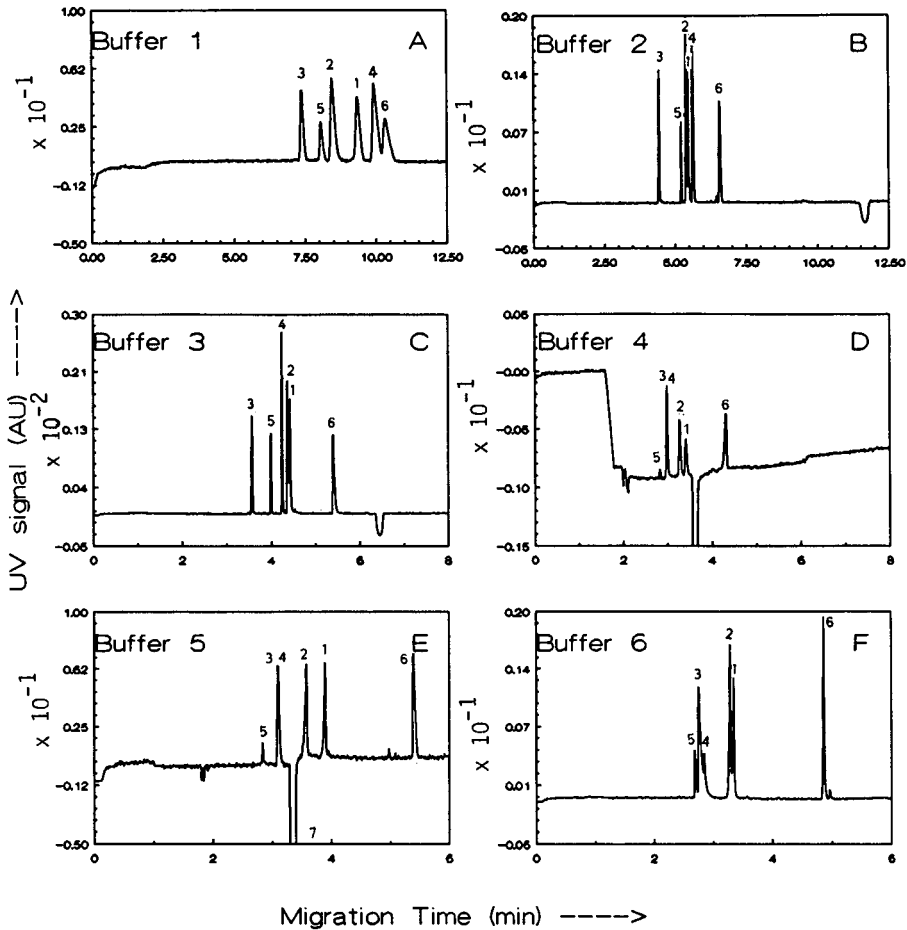 Buffer 1 A
1.00
0.62
0.25
-0.12
-0.50
× 10⁻¹
3 5 2 1 4 6
0.00 2.50 5.00 7.50 10.00 12.50
Buffer 2 B
0.20
0.14
0.07
0.01
-0.06
× 10⁻¹
3 5 2 1 4 6
0.00 2.50 5.00 7.50 10.00 12.50
Buffer 3 C
0.30
0.21
0.13
0.04
-0.06
× 10⁻²
3 5 4 2 1 6
0 2 4 6 8
Buffer 4 D
0.06
-0.00
-0.06
-0.10
-0.15
× 10⁻¹
5 3 4 2 1 6
0 2 4 6 8
Buffer 5 E
1.00
0.62
0.25
-0.12
-0.50
× 10⁻¹
5 3 4 7 2 1 6
0 2 4 6
Buffer 6 F
0.20
0.14
0.07
0.01
-0.06
× 10⁻¹
5 3 4 2 1 6
0 2 4 6
UV signal (AU) ----->
Migration Time (min) ----->